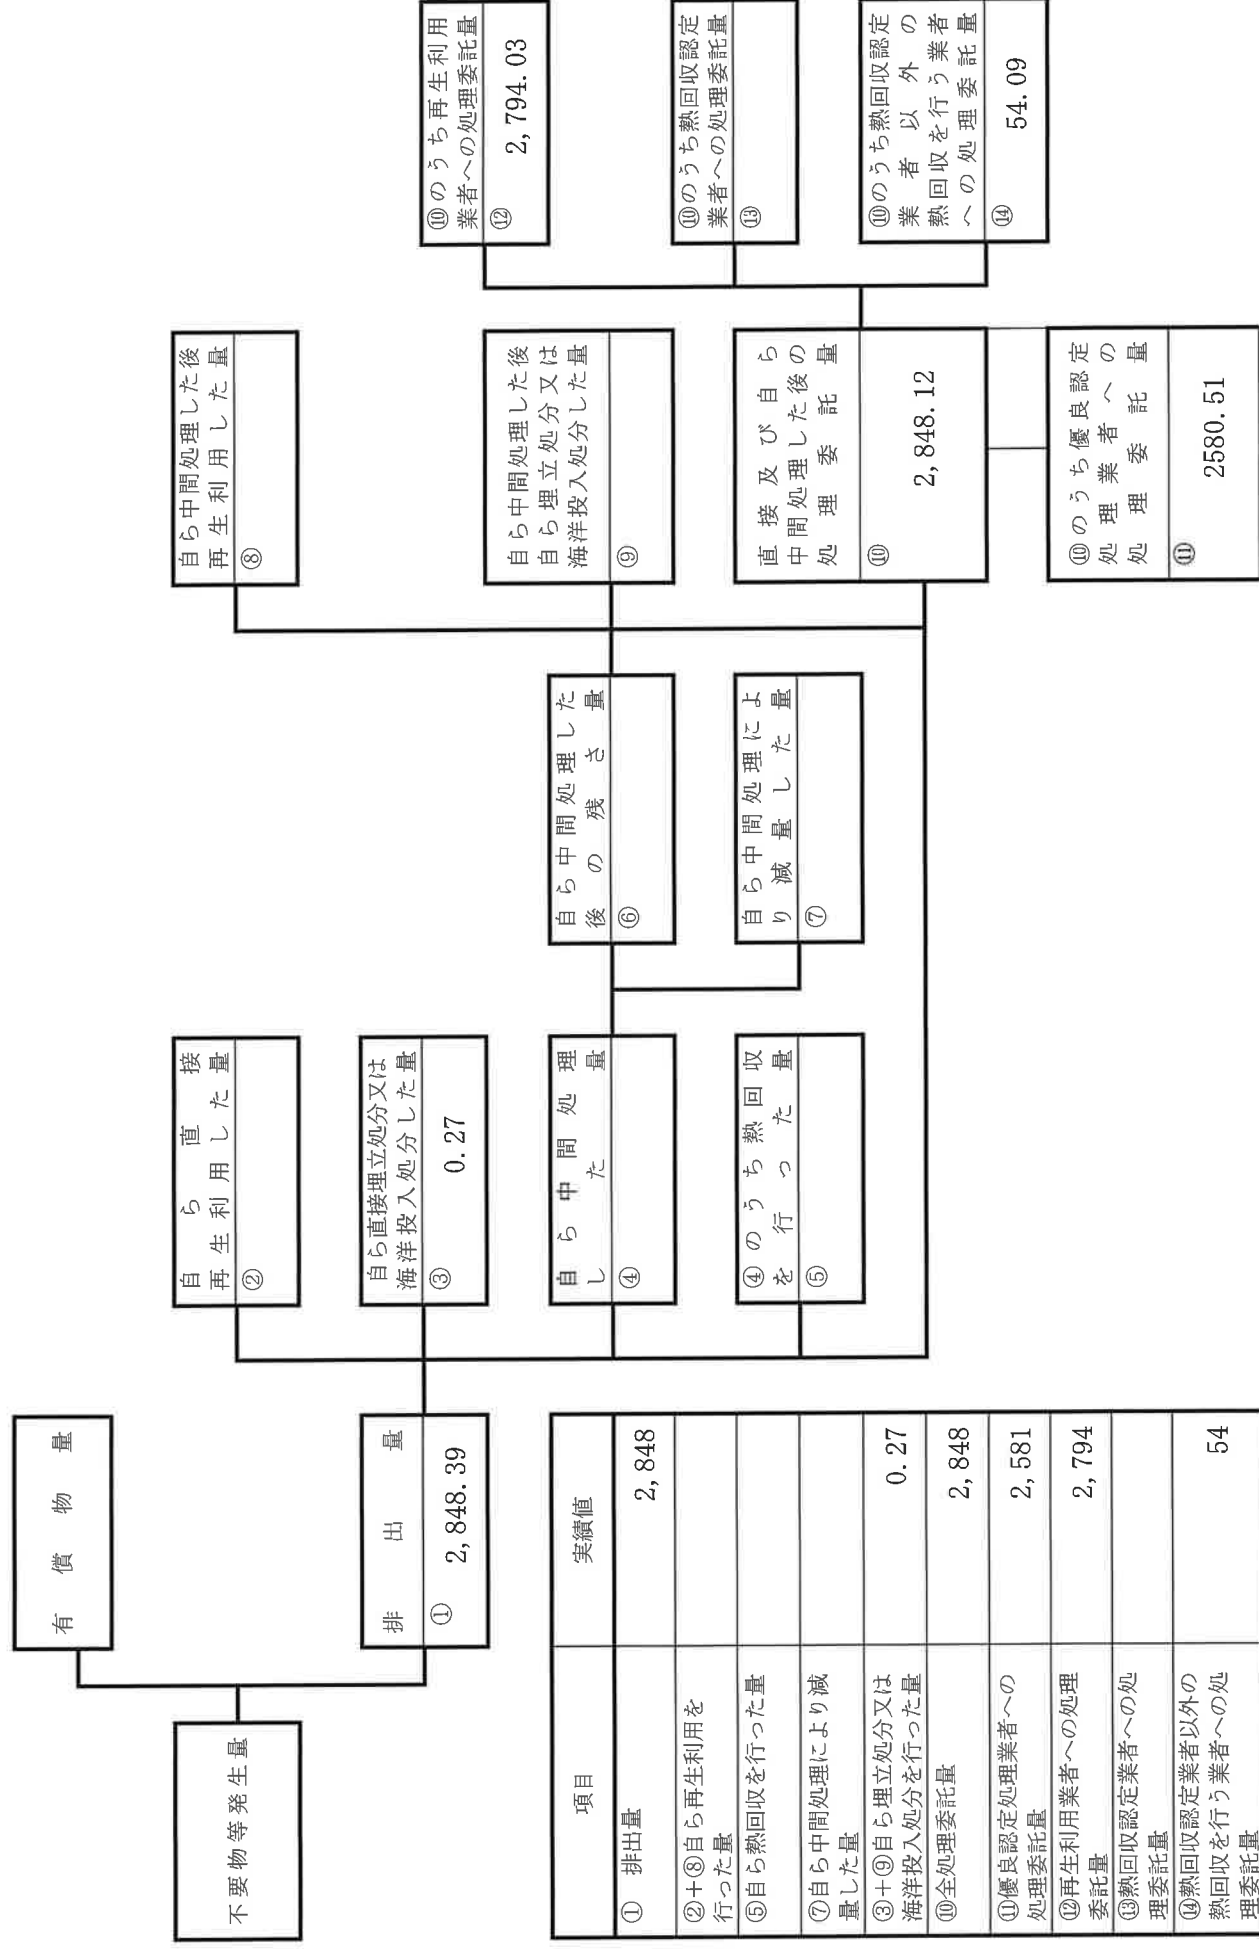 不要物等発生量
有償物量
排出量
① 2,848.39
自ら直接
再生利用した量
②
自ら直接埋立処分又は
海洋投入処分した量
③ 0.27
自ら中間処理
した量
④
④のうち熱回収
を行った量
⑤
自ら中間処理した
後の残さ量
⑥
自ら中間処理によ
り減量した量
⑦
自ら中間処理した後
再生利用した量
⑧
自ら中間処理した後
自ら埋立処分又は
海洋投入処分した量
⑨
直接及び自ら
中間処理した後の
処理委託量
⑩ 2,848.12
⑩のうち優良認定
処理業者への
処理委託量
⑪ 2580.51
⑩のうち再生利用
業者への処理委託量
⑫ 2,794.03
⑩のうち熱回収認定
業者への処理委託量
⑬
⑩のうち熱回収認定
業者以外の
熱回収を行う業者
への処理委託量
⑭ 54.09
項目 実績値
① 排出量 2,848
②+⑧自ら再生利用を
行った量
⑤自ら熱回収を行った量
⑦自ら中間処理により減
量した量
③+⑨自ら埋立処分又は
海洋投入処分を行った量 0.27
⑩全処理委託量 2,848
⑪優良認定処理業者への
処理委託量 2,581
⑫再生利用業者への処理
委託量 2,794
⑬熱回収認定業者への処
理委託量
⑭熱回収認定業者以外の
熱回収を行う業者への処
理委託量 54